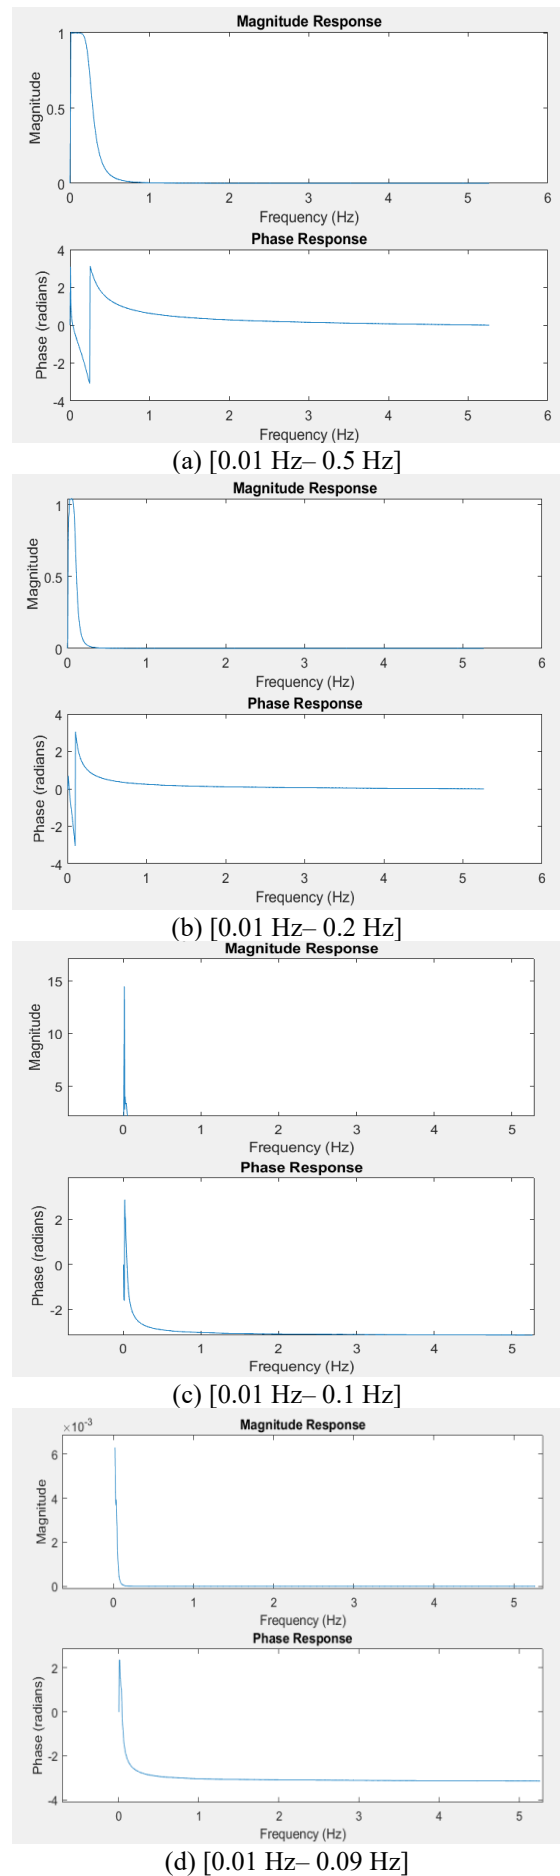 Magnitude Response
1
0.5
0
Magnitude
0 1 2 3 4 5 6
Frequency (Hz)
Phase Response
4
2
0
-2
-4
Phase (radians)
0 1 2 3 4 5 6
Frequency (Hz)
(a) [0.01 Hz– 0.5 Hz]
Magnitude Response
1
0.5
0
Magnitude
0 1 2 3 4 5 6
Frequency (Hz)
Phase Response
4
2
0
-2
-4
Phase (radians)
0 1 2 3 4 5 6
Frequency (Hz)
(b) [0.01 Hz– 0.2 Hz]
Magnitude Response
15
10
5
Magnitude
0 1 2 3 4 5
Frequency (Hz)
Phase Response
2
0
-2
Phase (radians)
0 1 2 3 4 5
Frequency (Hz)
(c) [0.01 Hz– 0.1 Hz]
×10-3
Magnitude Response
6
4
2
0
Magnitude
0 1 2 3 4 5
Frequency (Hz)
Phase Response
2
0
-2
-4
Phase (radians)
0 1 2 3 4 5
Frequency (Hz)
(d) [0.01 Hz– 0.09 Hz]